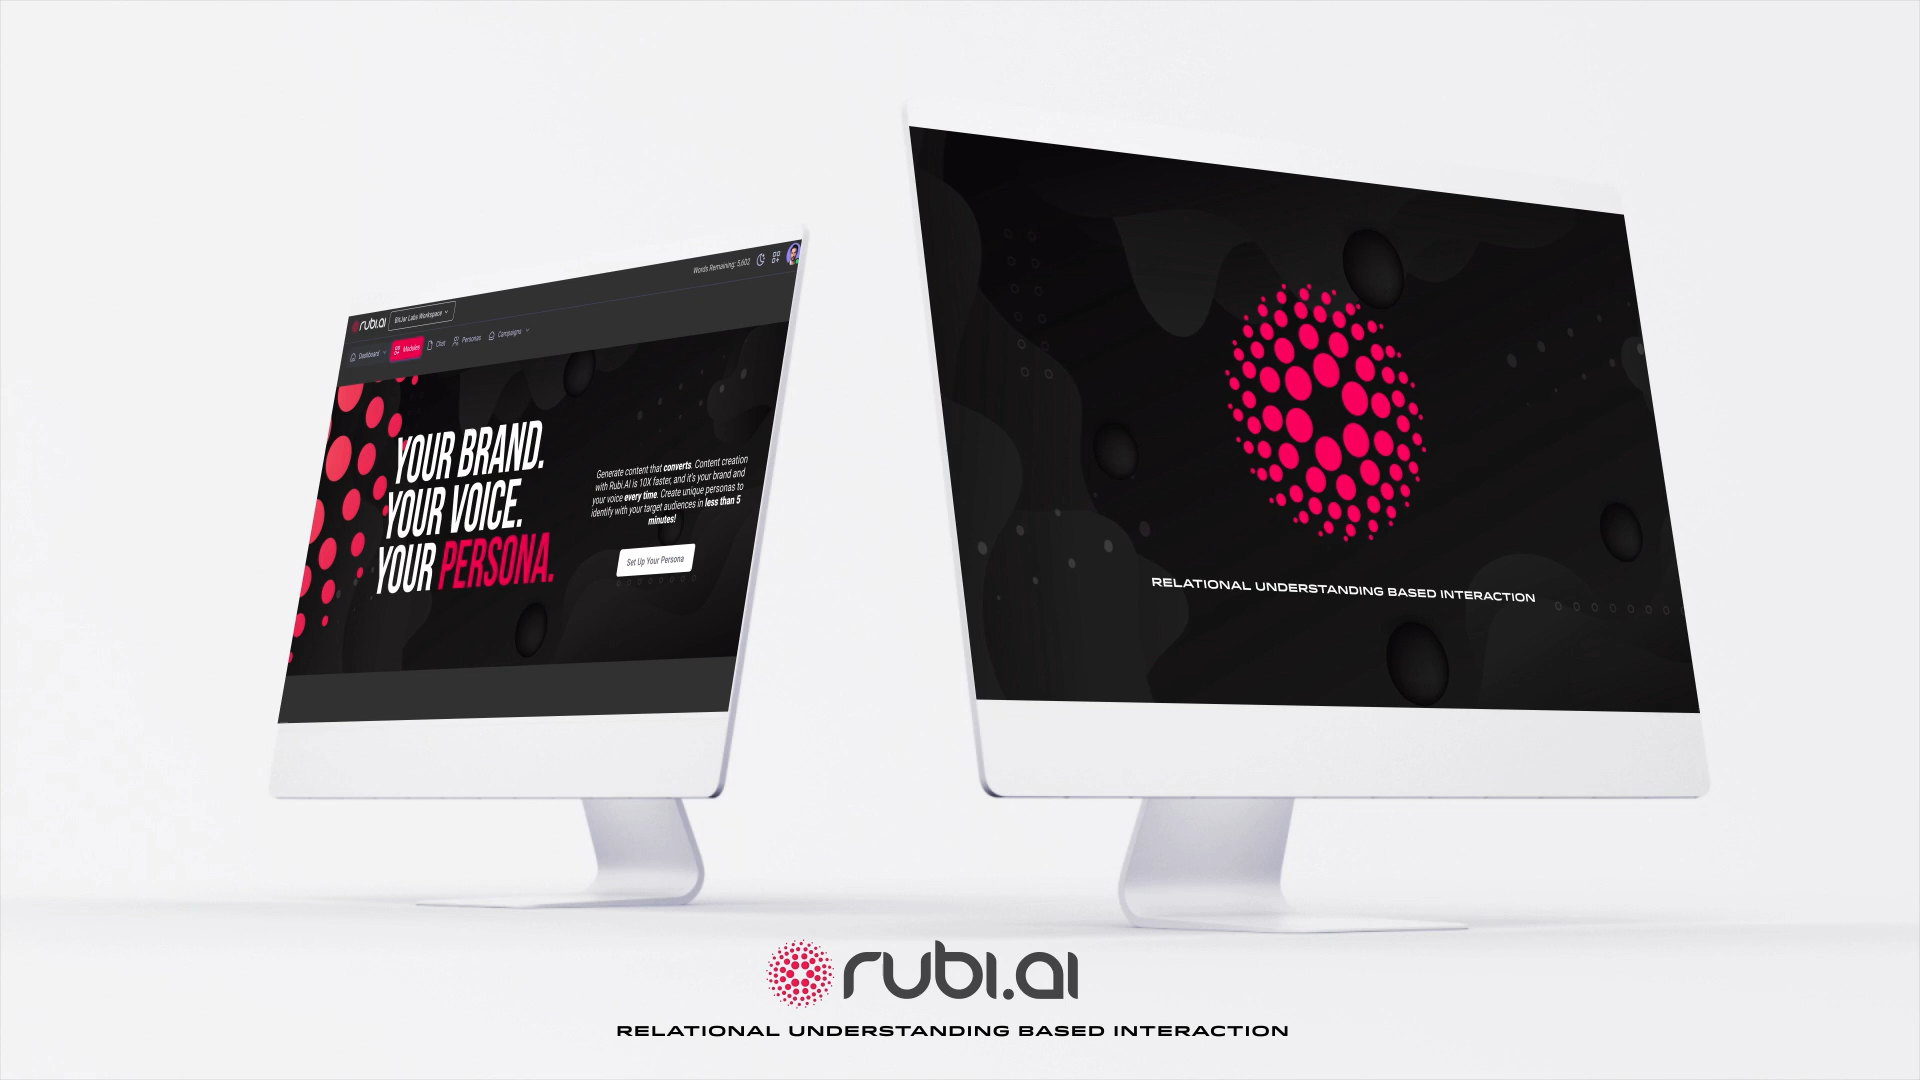 Words Remaining: 5,602
rubi.ai
BitJar Labs Workspace
Dashboard
Modules
Chat
Personas
Campaigns
YOUR BRAND.
YOUR VOICE.
YOUR PERSONA.
Generate content that converts. Content creation
with Rubi.AI is 10X faster, and it's your brand and
your voice every time. Create unique personas to
identify with your target audiences in less than 5
minutes!
Set Up Your Persona
RELATIONAL UNDERSTANDING BASED INTERACTION
rubi.ai
RELATIONAL UNDERSTANDING BASED INTERACTION